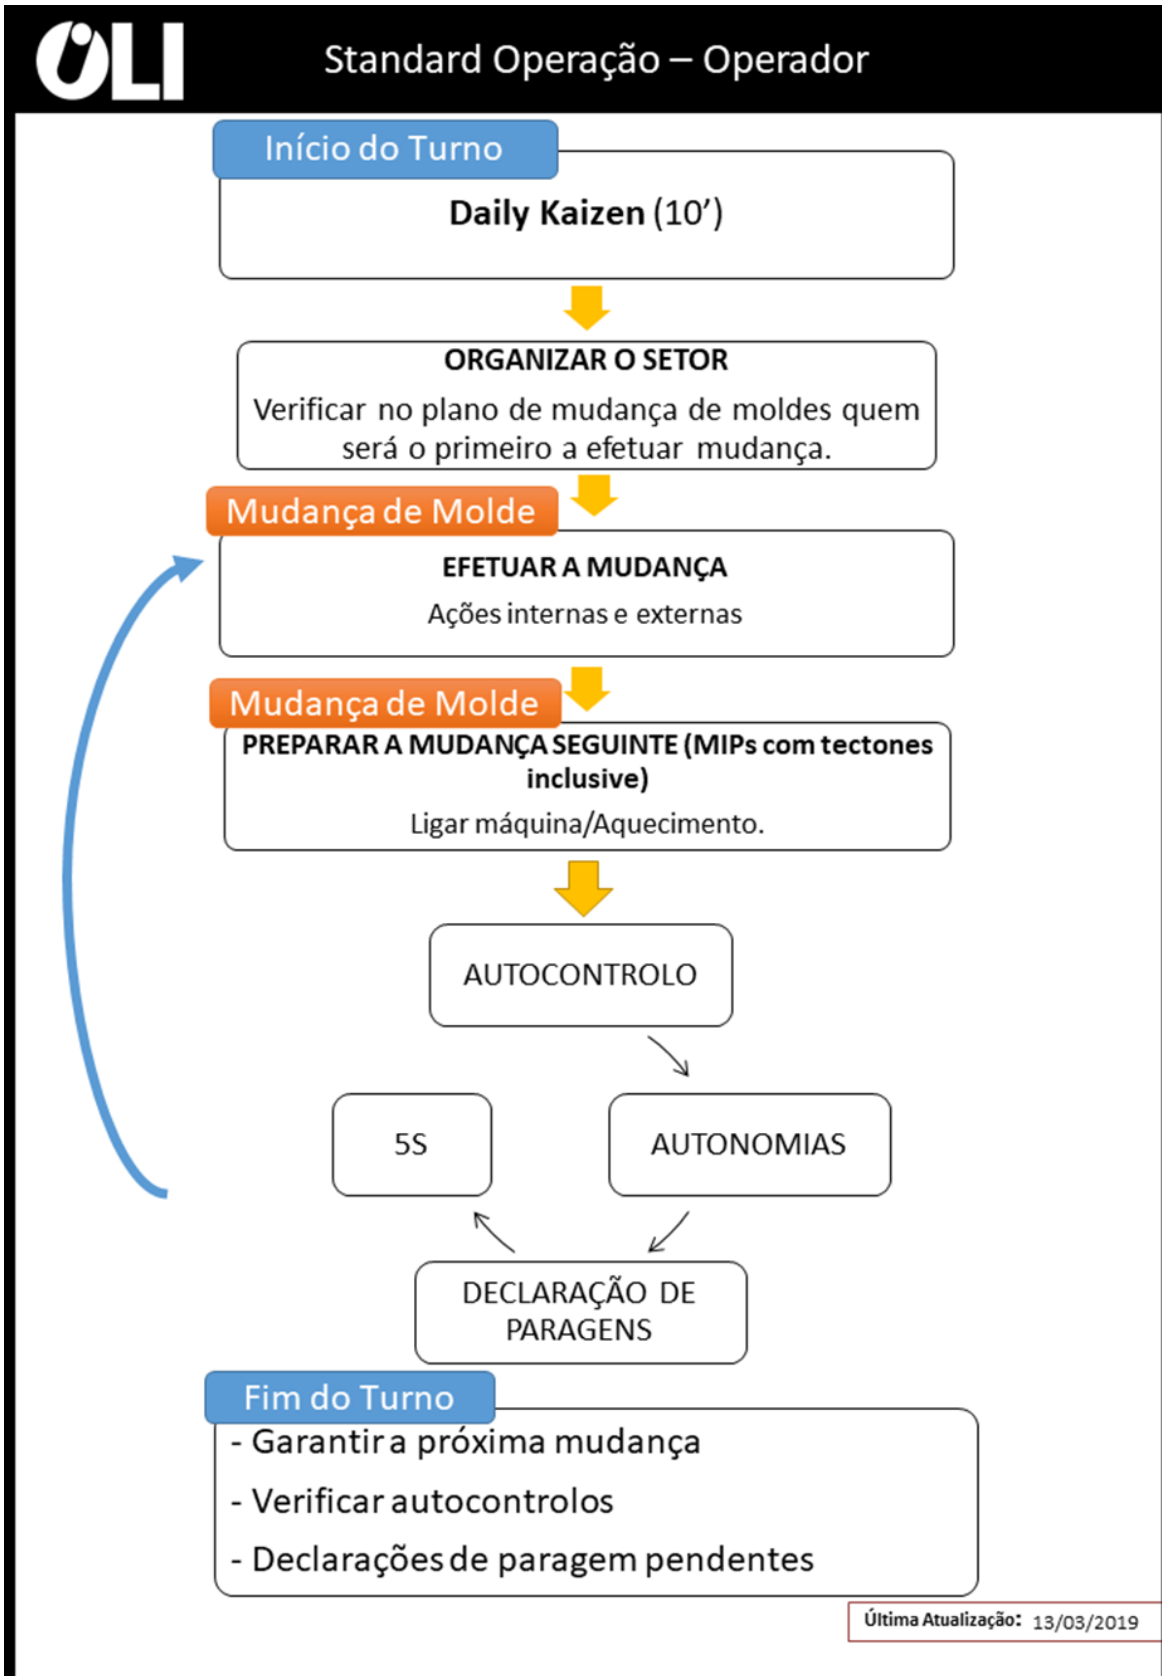 OLI
Standard Operação – Operador
Início do Turno
Daily Kaizen (10’)
ORGANIZAR O SETOR
Verificar no plano de mudança de moldes quem
será o primeiro a efetuar mudança.
Mudança de Molde
EFETUAR A MUDANÇA
Ações internas e externas
Mudança de Molde
PREPARAR A MUDANÇA SEGUINTE (MIPs com tectones
inclusive)
Ligar máquina/Aquecimento.
AUTOCONTROLO
5S
AUTONOMIAS
DECLARAÇÃO DE
PARAGENS
Fim do Turno
- Garantir a próxima mudança
- Verificar autocontrolos
- Declarações de paragem pendentes
Última Atualização: 13/03/2019